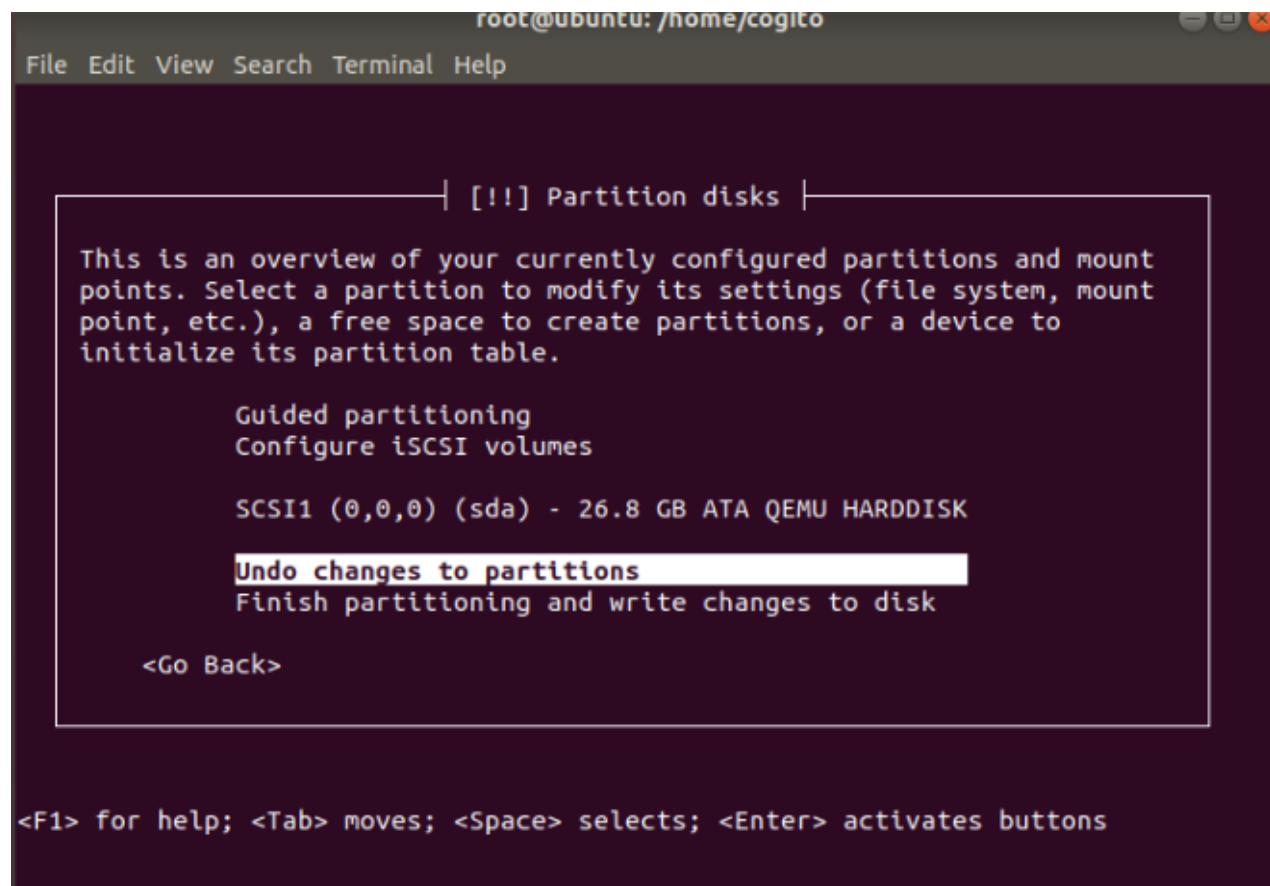 root@ubuntu: /home/cogito
File Edit View Search Terminal Help
[!!] Partition disks
This is an overview of your currently configured partitions and mount
points. Select a partition to modify its settings (file system, mount
point, etc.), a free space to create partitions, or a device to
initialize its partition table.
Guided partitioning
Configure iSCSI volumes
SCSI1 (0,0,0) (sda) - 26.8 GB ATA QEMU HARDDISK
Undo changes to partitions
Finish partitioning and write changes to disk
<Go Back>
<F1> for help; <Tab> moves; <Space> selects; <Enter> activates buttons